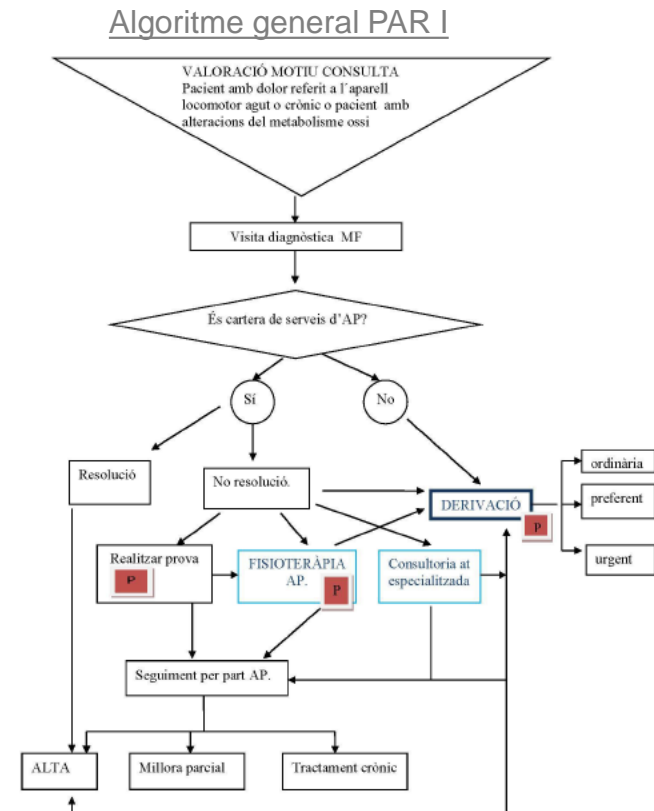 Algoritme general PAR I
VALORACIÓ MOTIU CONSULTA
Pacient amb dolor referit a l´aparell
locomotor agut o crònic o pacient amb
alteracions del metabolisme ossi
Visita diagnòstica MF
És cartera de serveis d’AP?
Sí
No
Resolució
No resolució.
DERIVACIÓ
P
ordinària
preferent
urgent
Realitzar prova
P
FISIOTERÀPIA
AP.
P
Consultoria at
especialitzada
Seguiment per part AP.
ALTA
Millora parcial
Tractament crònic